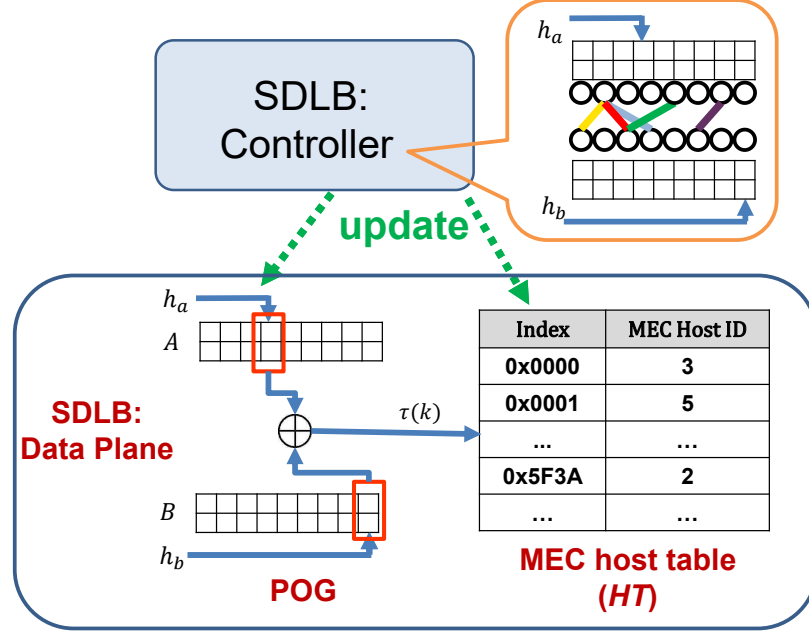 SDLB:
Controller
h_a
h_b
update
h_a
A
SDLB:
Data Plane
τ(k)
B
h_b
POG
Index MEC Host ID
0x0000 3
0x0001 5
... ...
0x5F3A 2
... ...
MEC host table
(HT)